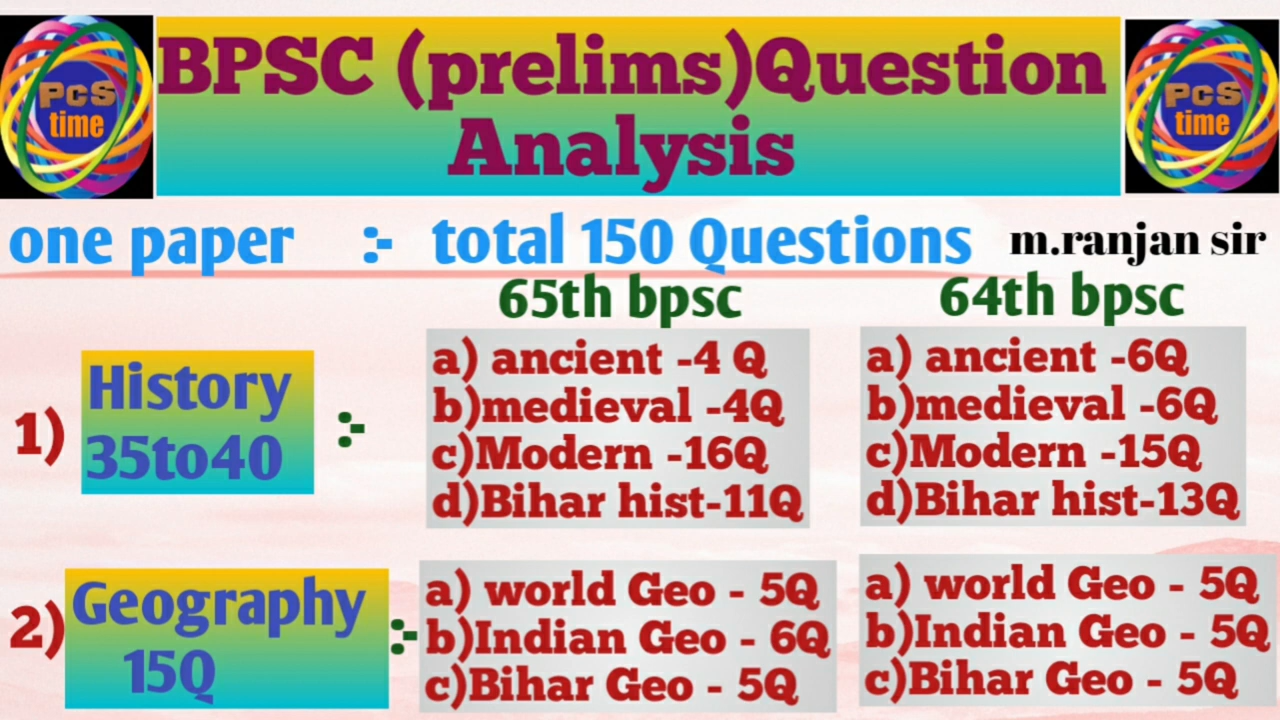 PcS
time
BPSC (prelims)Question
Analysis
PcS
time
one paper :- total 150 Questions m.ranjan sir
65th bpsc 64th bpsc
1) History
35to40 :-
a) ancient -4 Q
b)medieval -4Q
c)Modern -16Q
d)Bihar hist-11Q
a) ancient -6Q
b)medieval -6Q
c)Modern -15Q
d)Bihar hist-13Q
2) Geography
15Q :-
a) world Geo - 5Q
b)Indian Geo - 6Q
c)Bihar Geo - 5Q
a) world Geo - 5Q
b)Indian Geo - 5Q
c)Bihar Geo - 5Q